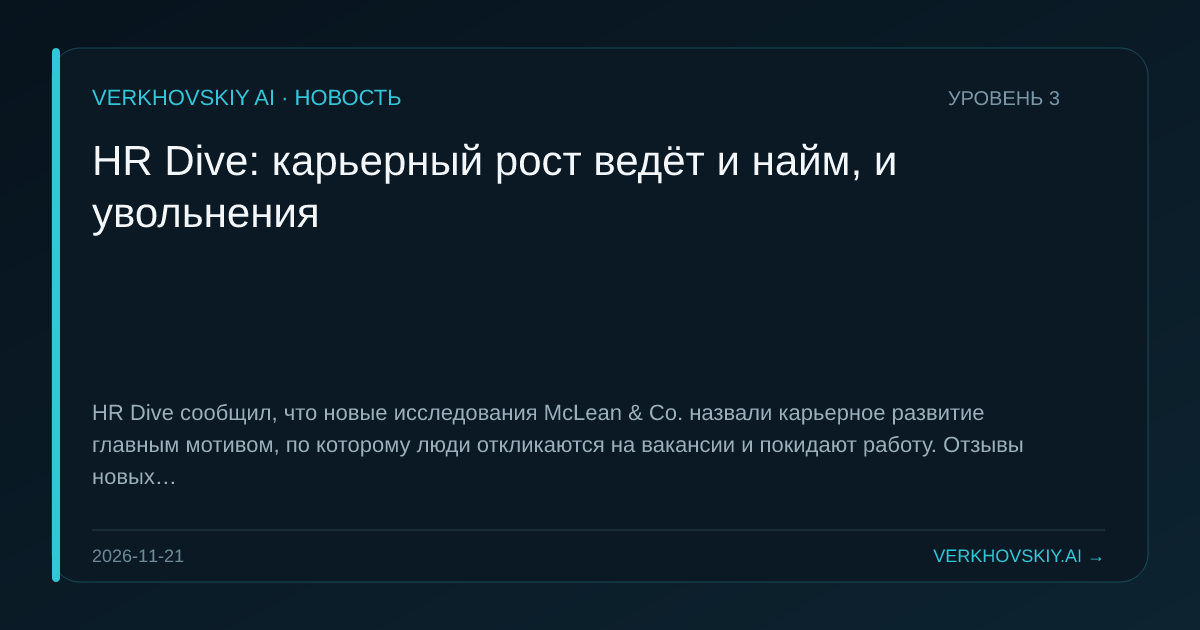 VERKHOVSKIY AI · НОВОСТЬ
УРОВЕНЬ 3
HR Dive: карьерный рост ведёт и найм, и
увольнения
HR Dive сообщил, что новые исследования McLean & Co. назвали карьерное развитие
главным мотивом, по которому люди откликаются на вакансии и покидают работу. Отзывы
новых…
2026-11-21
VERKHOVSKIY.AI →